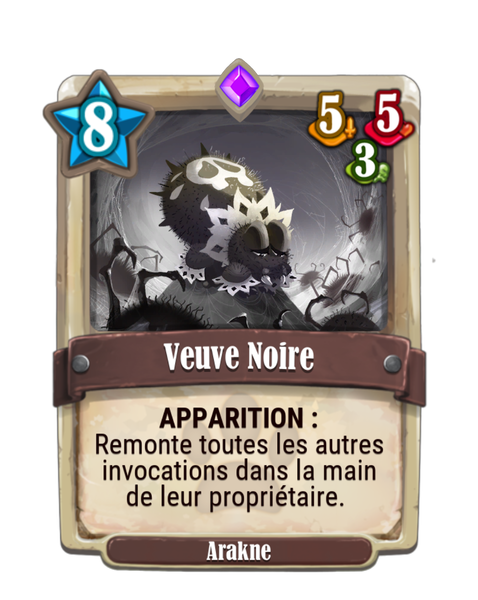 8
5
5
3
Veuve Noire
APPARITION :
Remonte toutes les autres
invocations dans la main
de leur propriétaire.
Arakne